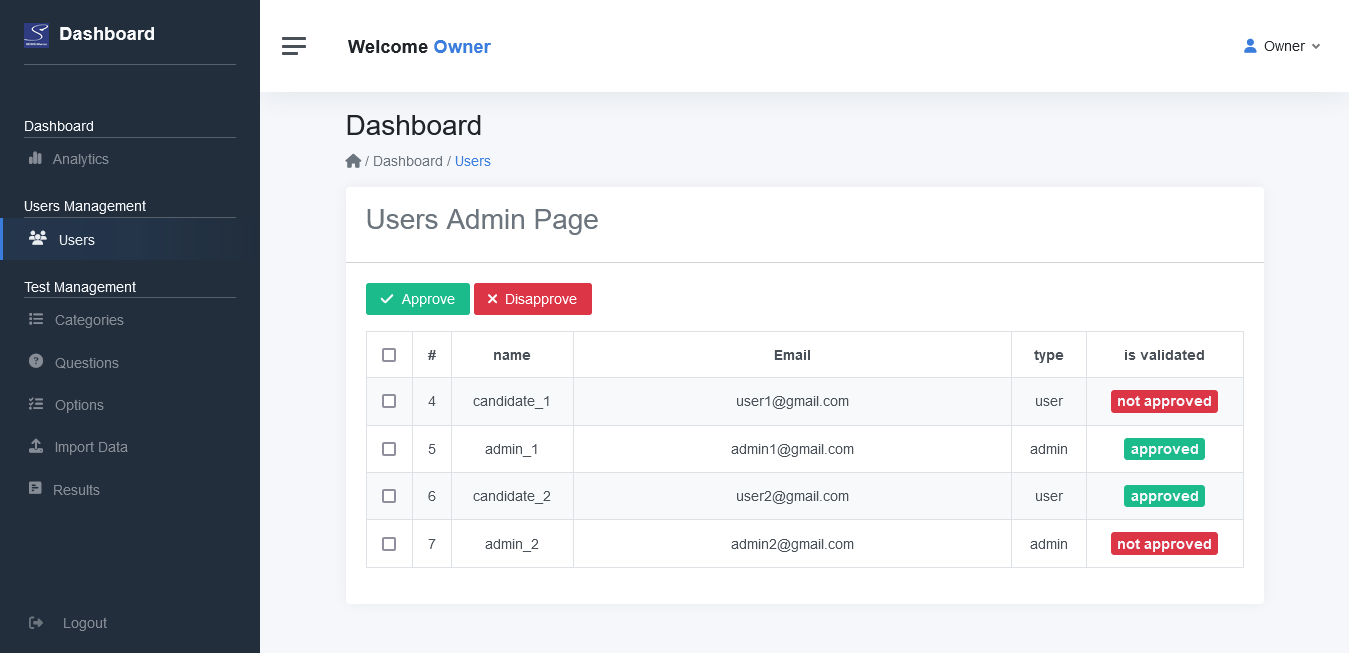 Dashboard
Welcome Owner
Owner
Dashboard
Analytics
Users Management
Users
Test Management
Categories
Questions
Options
Import Data
Results
Logout
Dashboard
/ Dashboard / Users
Users Admin Page
Approve
Disapprove
# name Email type is validated
4 candidate_1 user1@gmail.com user not approved
5 admin_1 admin1@gmail.com admin approved
6 candidate_2 user2@gmail.com user approved
7 admin_2 admin2@gmail.com admin not approved